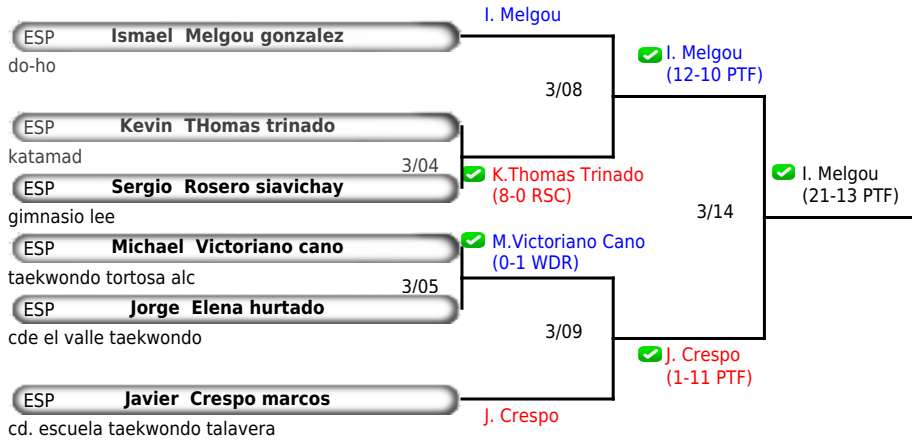 I. Melgou
ESP Ismael Melgou gonzalez
do-ho
I. Melgou
(12-10 PTF)
3/08
ESP Kevin THomas trinado
katamad
3/04
K.Thomas Trinado
(8-0 RSC)
ESP Sergio Rosero siavichay
gimnasio lee
I. Melgou
(21-13 PTF)
3/14
ESP Michael Victoriano cano
M.Victoriano Cano
(0-1 WDR)
taekwondo tortosa alc
3/05
ESP Jorge Elena hurtado
cde el valle taekwondo
3/09
J. Crespo
(1-11 PTF)
ESP Javier Crespo marcos
J. Crespo
cd. escuela taekwondo talavera